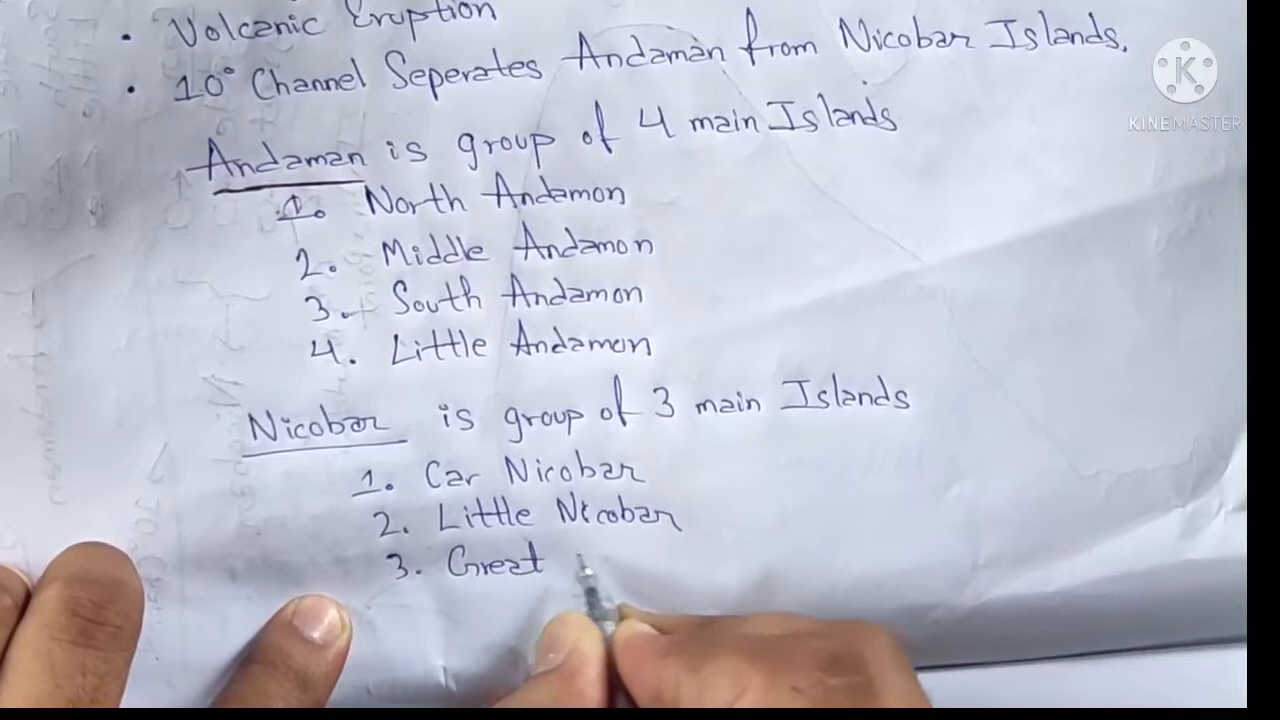 • Volcanic Eruption
• 10° Channel Seperates Andaman from Nicobar Islands.
KINEMASTER
Andaman is group of 4 main Islands
1. North Andamon
2. Middle Andamon
3. South Andamon
4. Little Andamon
Nicobar is group of 3 main Islands
1. Car Nicobar
2. Little Nicobar
3. Great